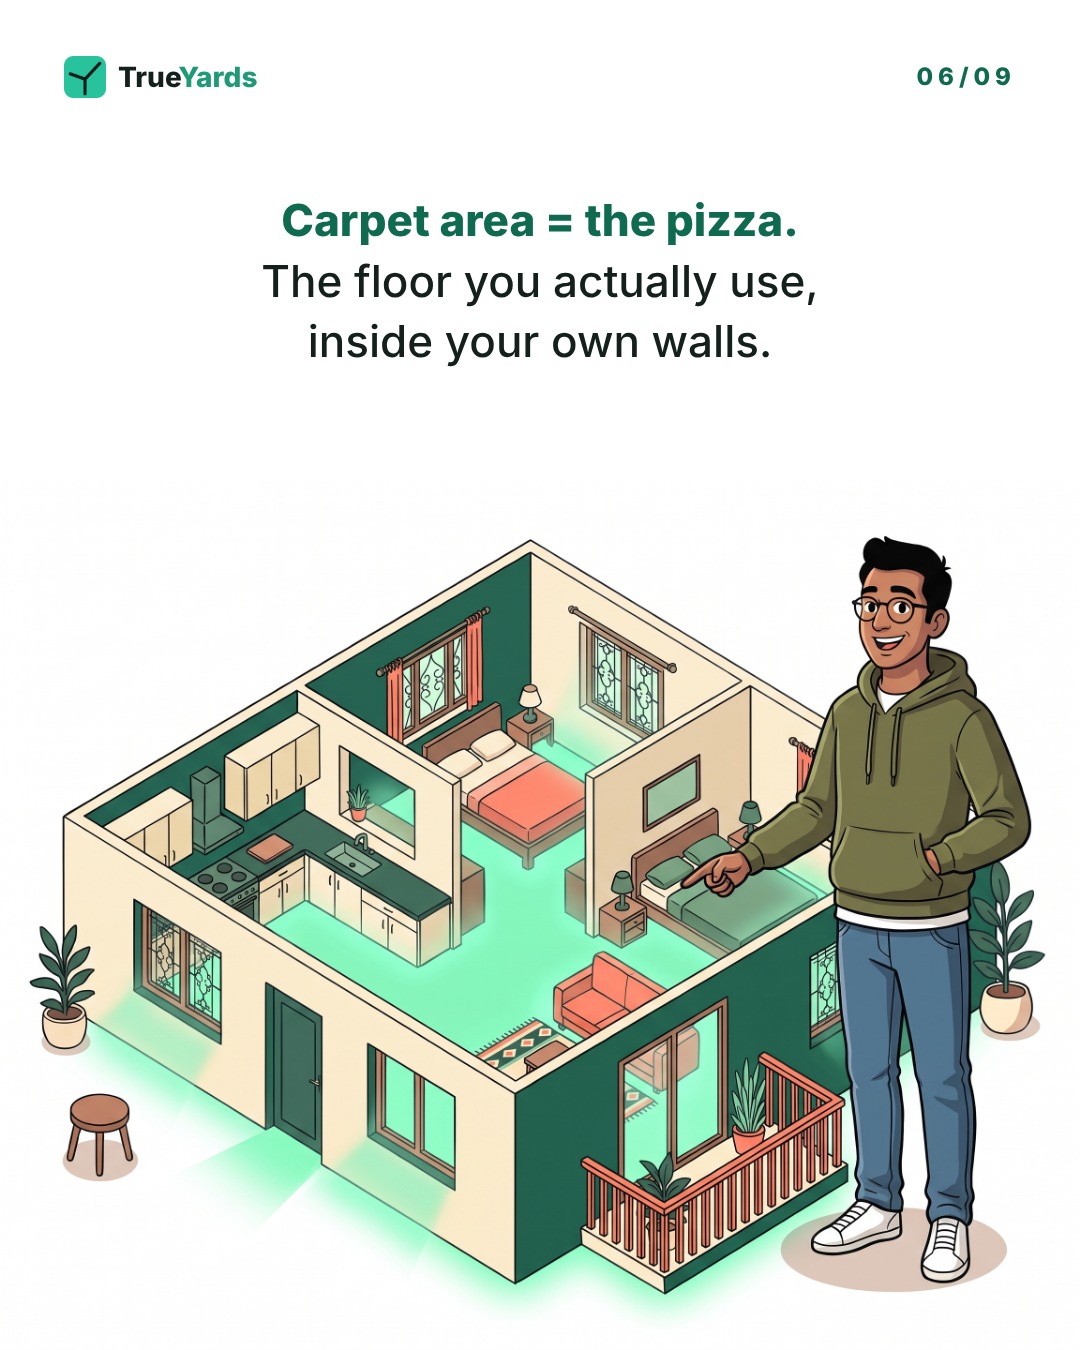 TrueYards
06/09
Carpet area = the pizza.
The floor you actually use,
inside your own walls.